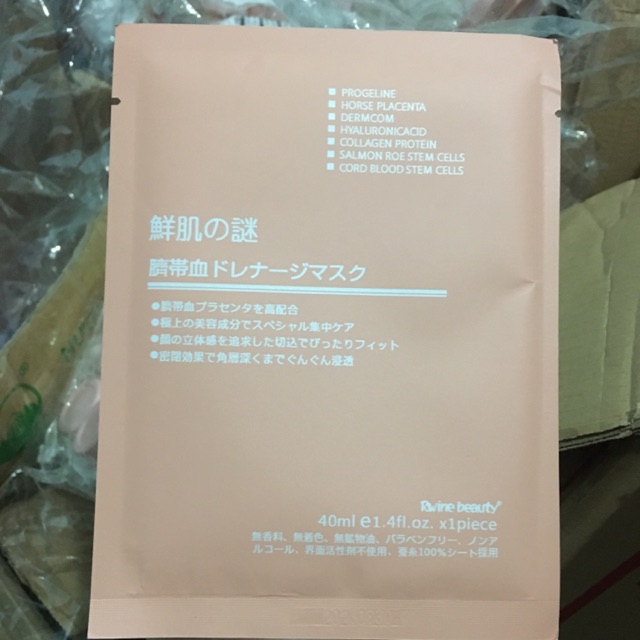 ■ PROGELINE
■ HORSE PLACENTA
■ DERMCOM
■ HYALURONICACID
■ COLLAGEN PROTEIN
■ SALMON ROE STEM CELLS
■ CORD BLOOD STEM CELLS
鮮肌の謎
臍帯血ドレナージマスク
●臍帯血プラセンタを高配合
●極上の美容成分でスペシャル集中ケア
●顔の立体感を追求した切込でぴったりフィット
●密閉効果で角層深くまでぐんぐん浸透
Rwine beauty
40ml e1.4fl.oz. x1piece
無香料、無着色、無鉱物油、パラベンフリー、ノンア
ルコール、界面活性剤不使用、蚕糸100%シート採用